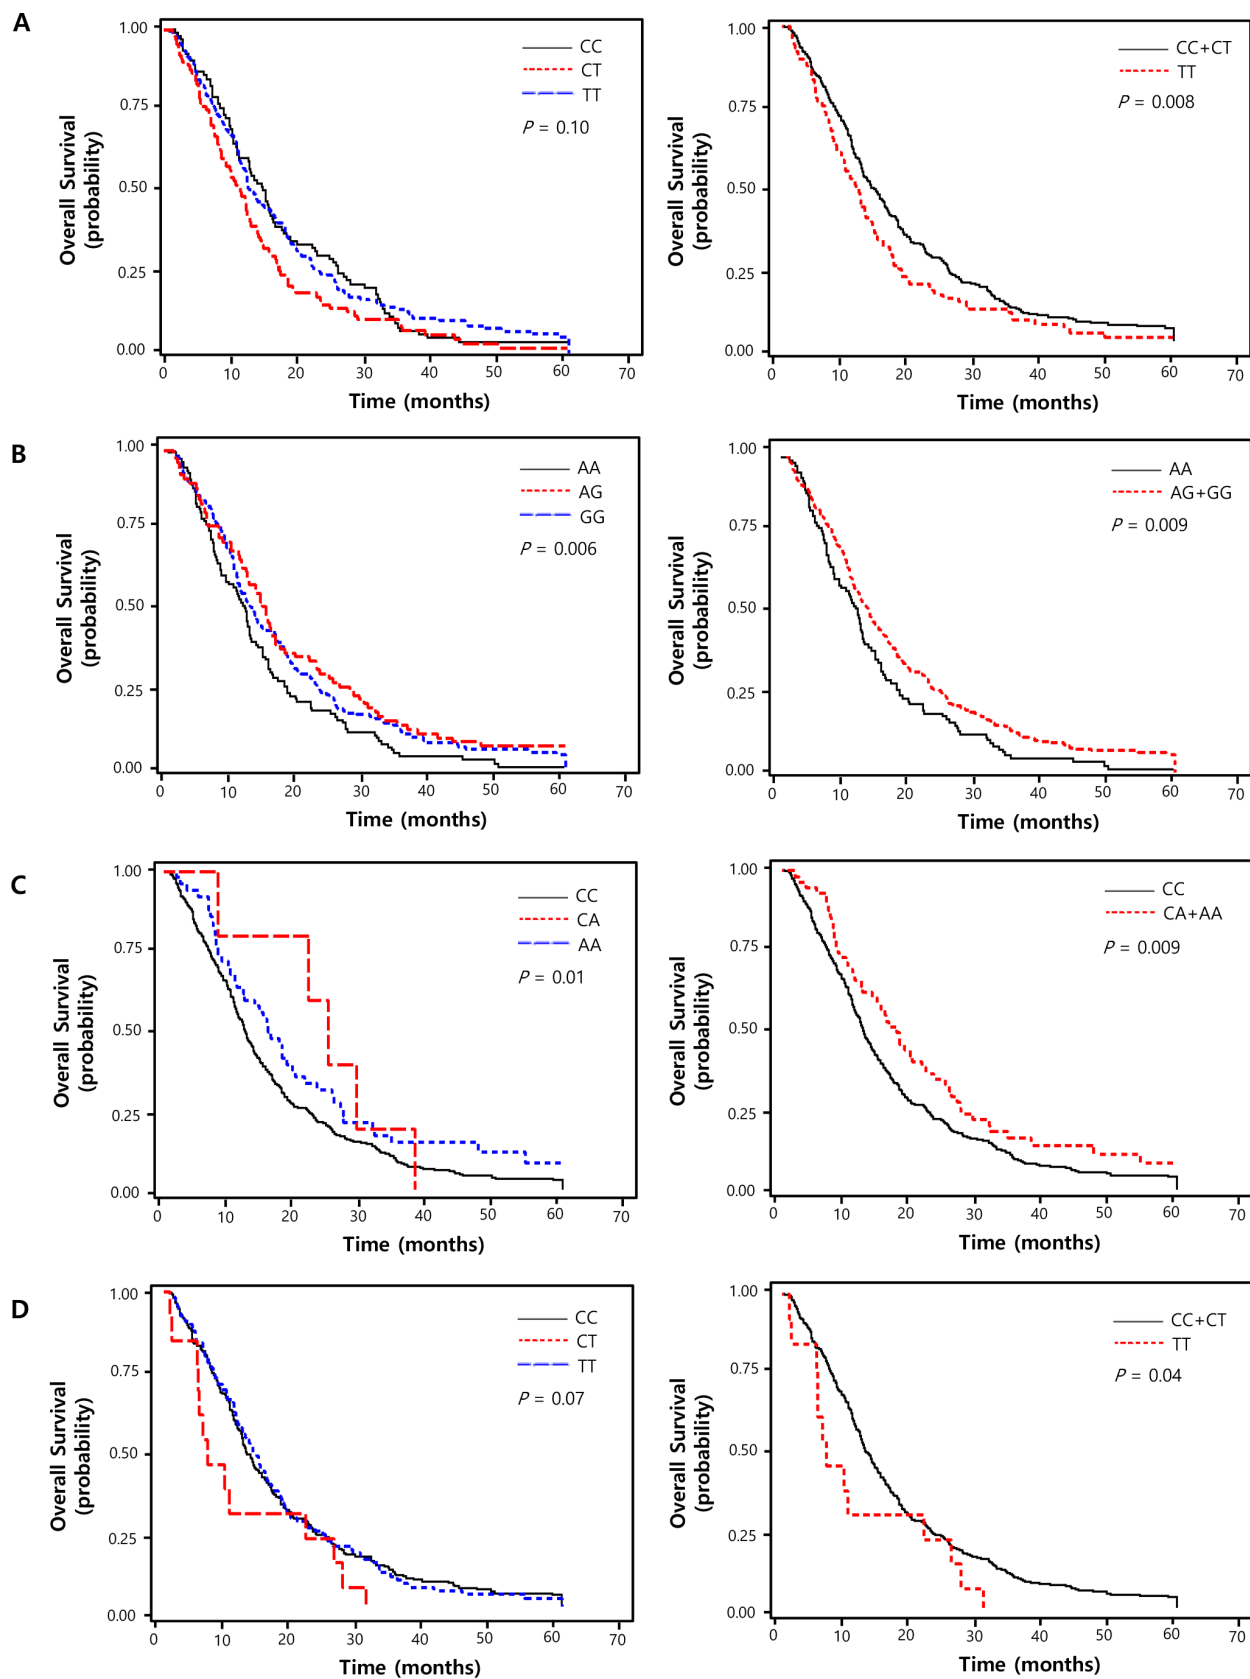 A
Overall Survival
(probability)
1.00
0.75
0.50
0.25
0.00
CC
CT
TT
P = 0.10
0 10 20 30 40 50 60 70
Time (months)
Overall Survival
(probability)
1.00
0.75
0.50
0.25
0.00
CC+CT
TT
P = 0.008
0 10 20 30 40 50 60 70
Time (months)
B
Overall Survival
(probability)
1.00
0.75
0.50
0.25
0.00
AA
AG
GG
P = 0.006
0 10 20 30 40 50 60 70
Time (months)
Overall Survival
(probability)
1.00
0.75
0.50
0.25
0.00
AA
AG+GG
P = 0.009
0 10 20 30 40 50 60 70
Time (months)
C
Overall Survival
(probability)
1.00
0.75
0.50
0.25
0.00
CC
CA
AA
P = 0.01
0 10 20 30 40 50 60 70
Time (months)
Overall Survival
(probability)
1.00
0.75
0.50
0.25
0.00
CC
CA+AA
P = 0.009
0 10 20 30 40 50 60 70
Time (months)
D
Overall Survival
(probability)
1.00
0.75
0.50
0.25
0.00
CC
CT
TT
P = 0.07
0 10 20 30 40 50 60 70
Time (months)
Overall Survival
(probability)
1.00
0.75
0.50
0.25
0.00
CC+CT
TT
P = 0.04
0 10 20 30 40 50 60 70
Time (months)